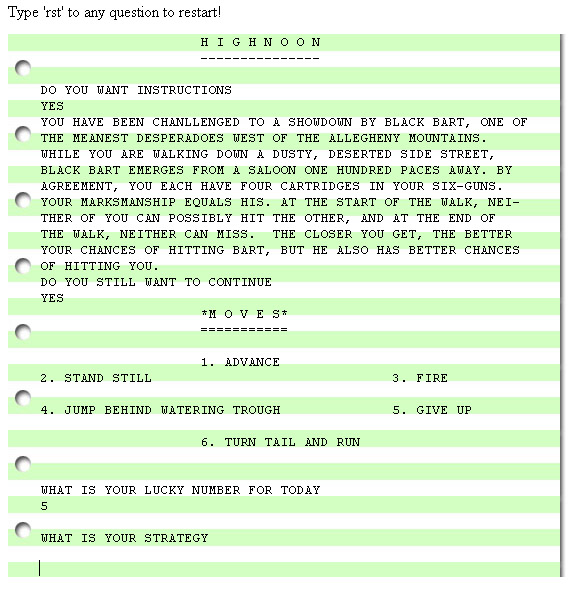 Type 'rst' to any question to restart!
H I G H N O O N
---------------
DO YOU WANT INSTRUCTIONS
YES
YOU HAVE BEEN CHANLLENGED TO A SHOWDOWN BY BLACK BART, ONE OF
THE MEANEST DESPERADOES WEST OF THE ALLEGHENY MOUNTAINS.
WHILE YOU ARE WALKING DOWN A DUSTY, DESERTED SIDE STREET,
BLACK BART EMERGES FROM A SALOON ONE HUNDRED PACES AWAY. BY
AGREEMENT, YOU EACH HAVE FOUR CARTRIDGES IN YOUR SIX-GUNS.
YOUR MARKSMANSHIP EQUALS HIS. AT THE START OF THE WALK, NEI-
THER OF YOU CAN POSSIBLY HIT THE OTHER, AND AT THE END OF
THE WALK, NEITHER CAN MISS.  THE CLOSER YOU GET, THE BETTER
YOUR CHANCES OF HITTING BART, BUT HE ALSO HAS BETTER CHANCES
OF HITTING YOU.
DO YOU STILL WANT TO CONTINUE
YES
*M O V E S*
===========
1. ADVANCE
2. STAND STILL 3. FIRE
4. JUMP BEHIND WATERING TROUGH 5. GIVE UP
6. TURN TAIL AND RUN
WHAT IS YOUR LUCKY NUMBER FOR TODAY
5
WHAT IS YOUR STRATEGY